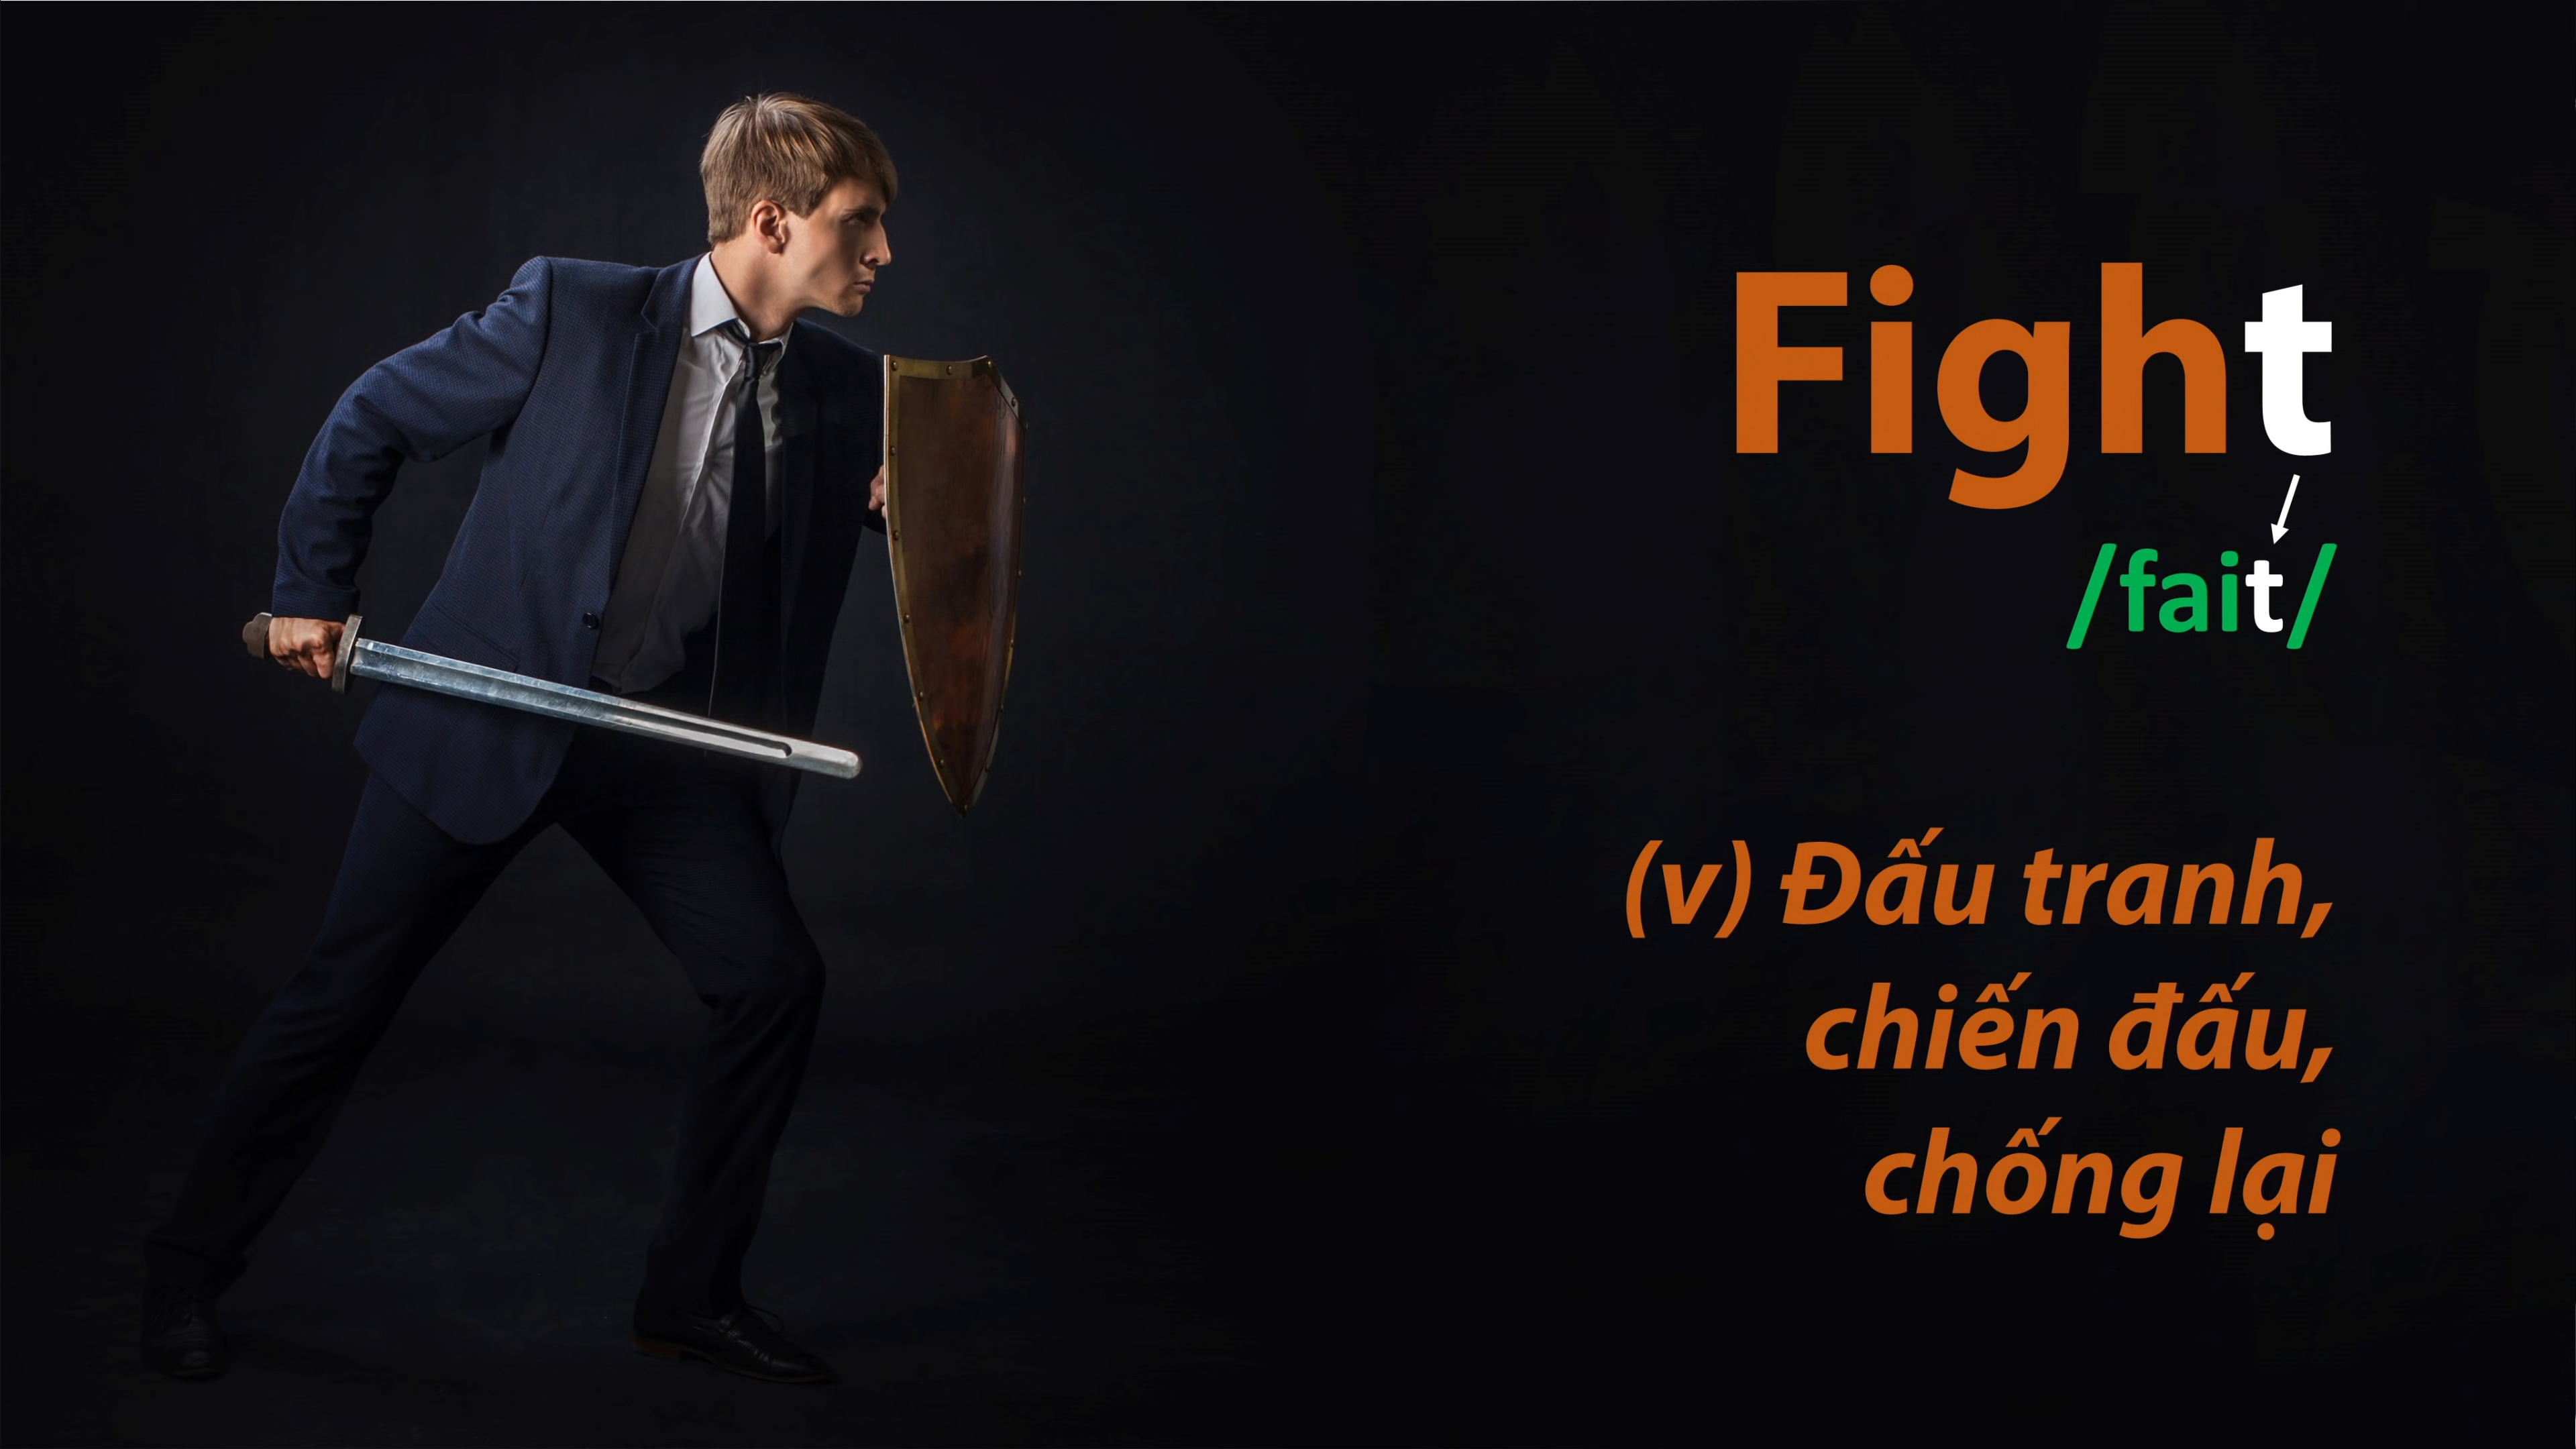 Fight
/fait/
(v) Đấu tranh,
chiến đấu,
chống lại